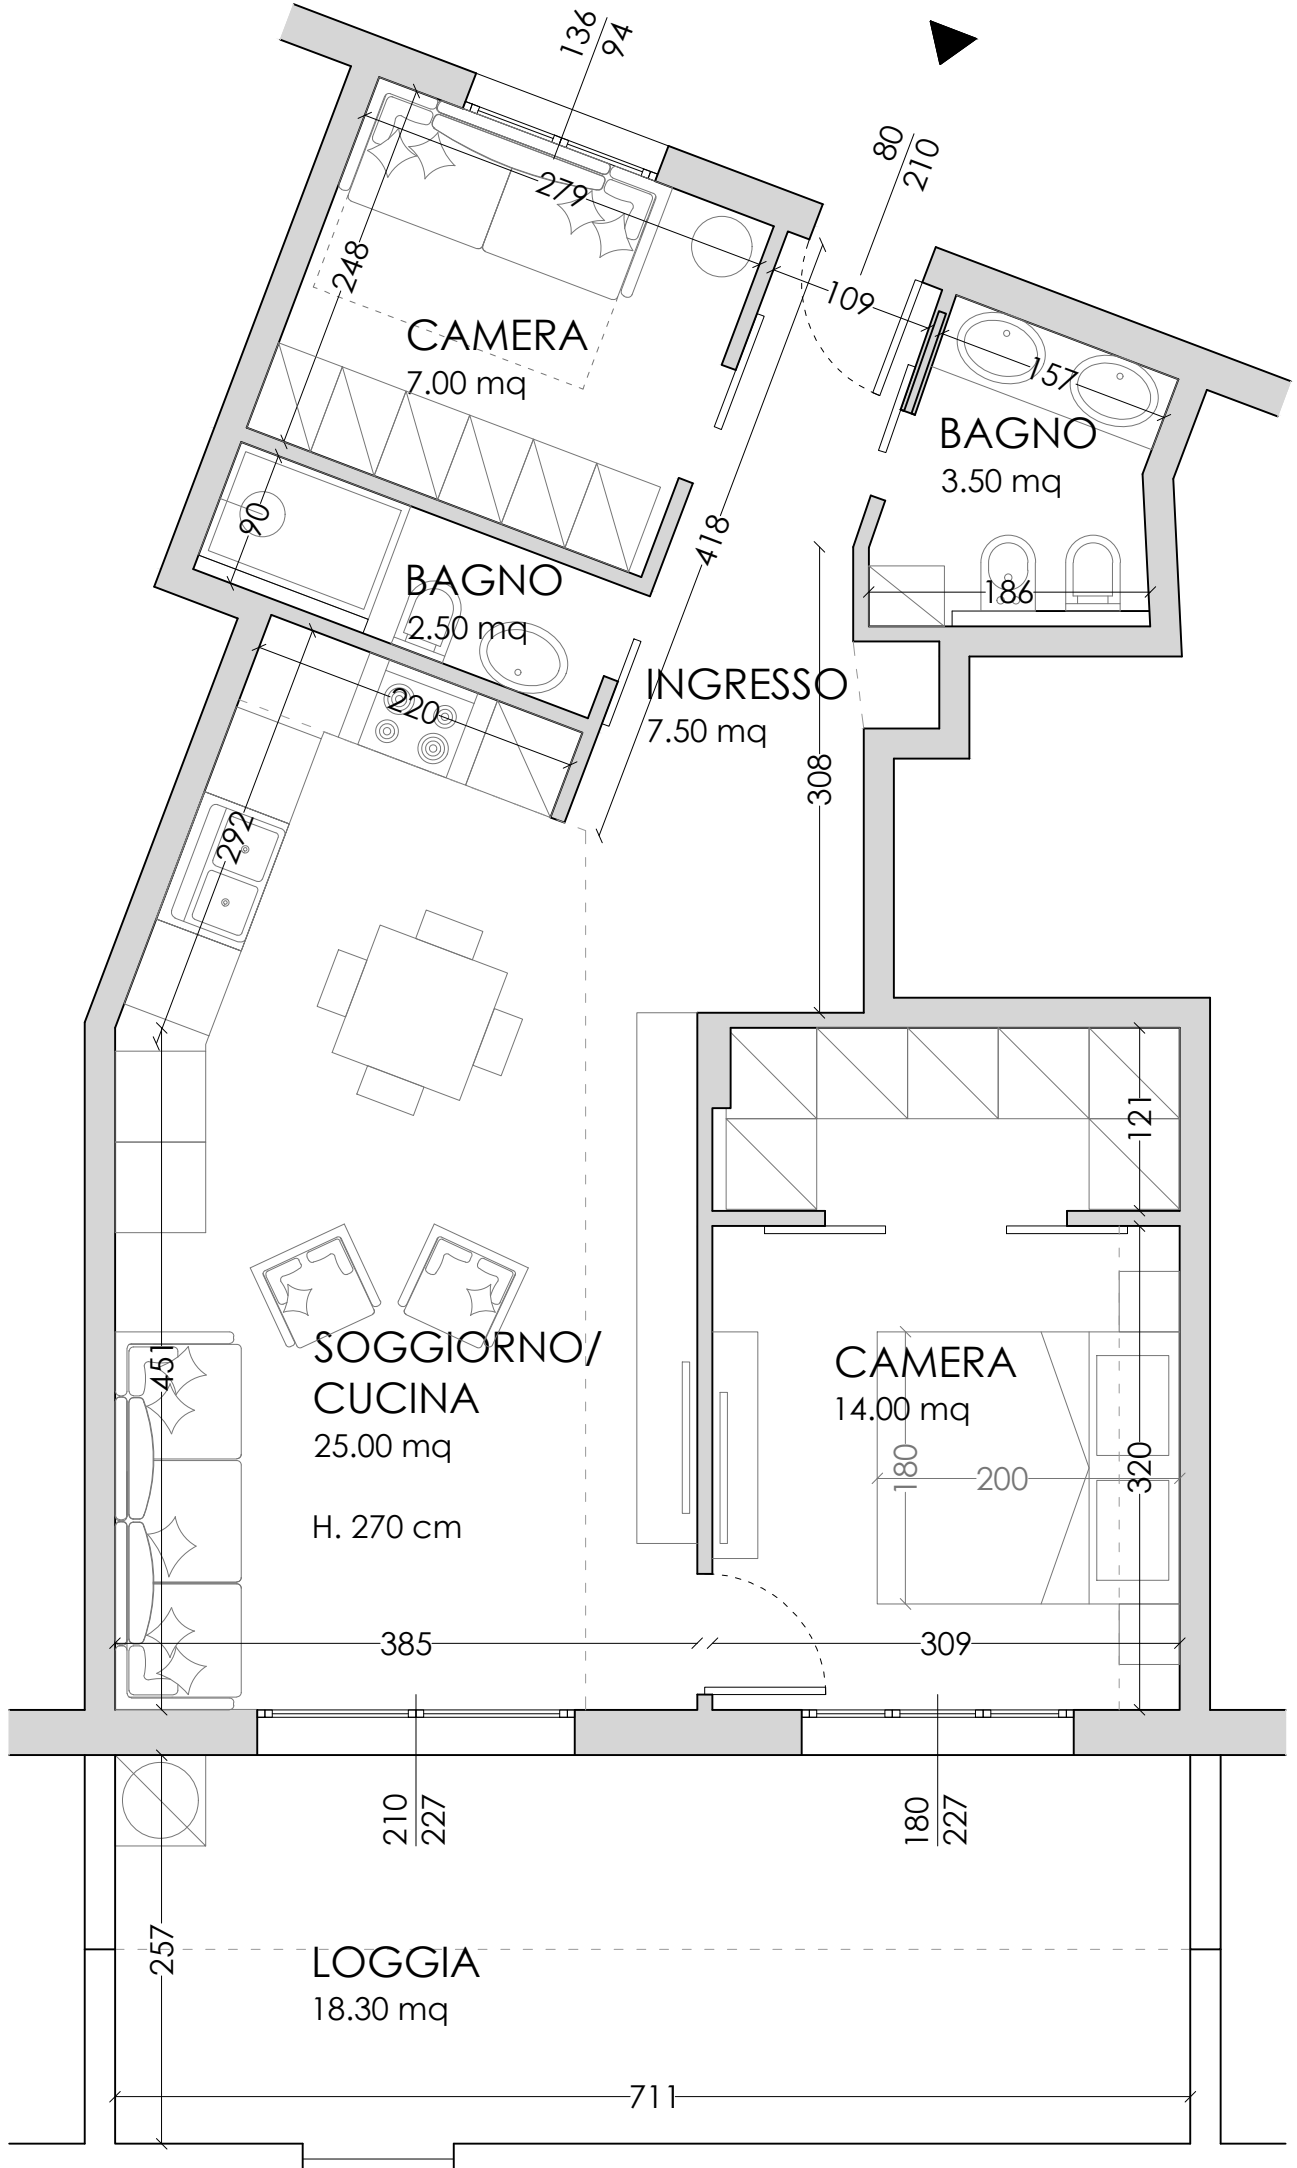 136
94
80
210
279
248
109
157
CAMERA
7.00 mq
BAGNO
3.50 mq
90
418
BAGNO
2.50 mq
186
INGRESSO
7.50 mq
220
308
292
121
SOGGIORNO/
CUCINA
25.00 mq
H. 270 cm
451
CAMERA
14.00 mq
180
200
320
385
309
210
227
180
227
257
LOGGIA
18.30 mq
711